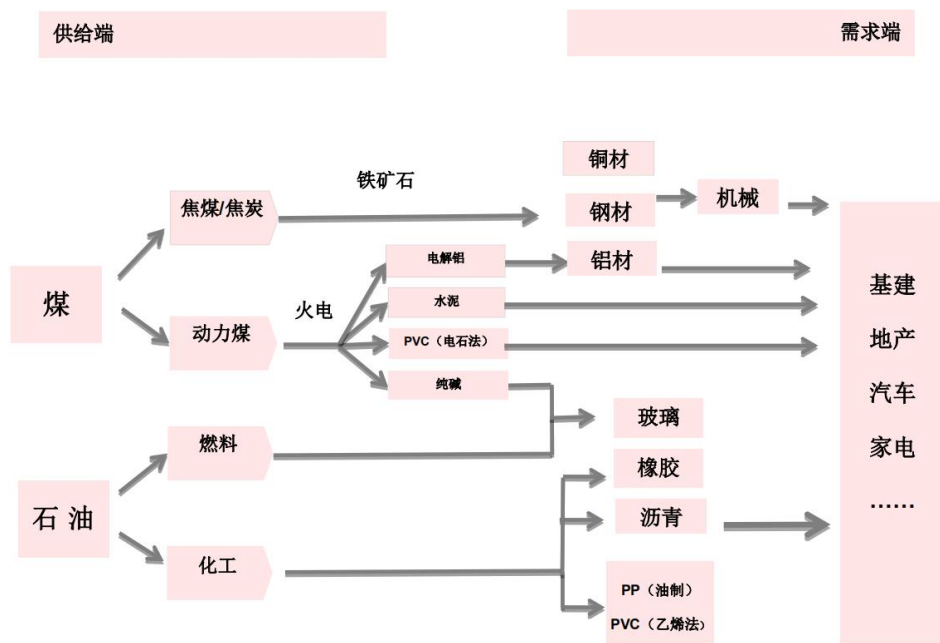 供给端
需求端
铜材
铁矿石
焦煤/焦炭
钢材
机械
电解铝
铝材
煤
火电
水泥
动力煤
PVC（电石法）
纯碱
基建
地产
汽车
家电
……
玻璃
燃料
橡胶
石油
沥青
化工
PP（油制）
PVC（乙烯法）